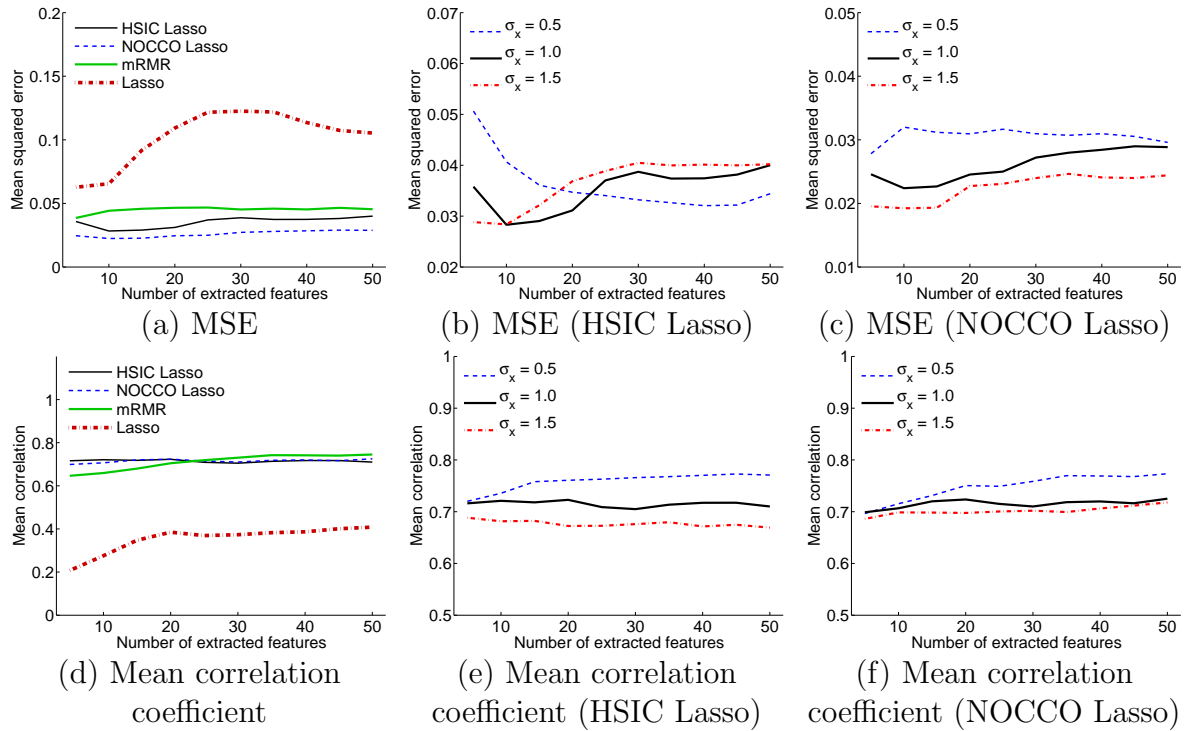 0.2
0.15
0.1
0.05
0
Mean squared error
HSIC Lasso
NOCCO Lasso
mRMR
Lasso
10 20 30 40 50
Number of extracted features
(a) MSE
0.07
0.06
0.05
0.04
0.03
0.02
Mean squared error
σx = 0.5
σx = 1.0
σx = 1.5
10 20 30 40 50
Number of extracted features
(b) MSE (HSIC Lasso)
0.05
0.04
0.03
0.02
0.01
Mean squared error
σx = 0.5
σx = 1.0
σx = 1.5
10 20 30 40 50
Number of extracted features
(c) MSE (NOCCO Lasso)
1
0.8
0.6
0.4
0.2
0
Mean correlation
HSIC Lasso
NOCCO Lasso
mRMR
Lasso
10 20 30 40 50
Number of extracted features
(d) Mean correlation
coefficient
1
0.9
0.8
0.7
0.6
0.5
Mean correlation
σx = 0.5
σx = 1.0
σx = 1.5
10 20 30 40 50
Number of extracted features
(e) Mean correlation
coefficient (HSIC Lasso)
1
0.9
0.8
0.7
0.6
0.5
Mean correlation
σx = 0.5
σx = 1.0
σx = 1.5
10 20 30 40 50
Number of extracted features
(f) Mean correlation
coefficient (NOCCO Lasso)